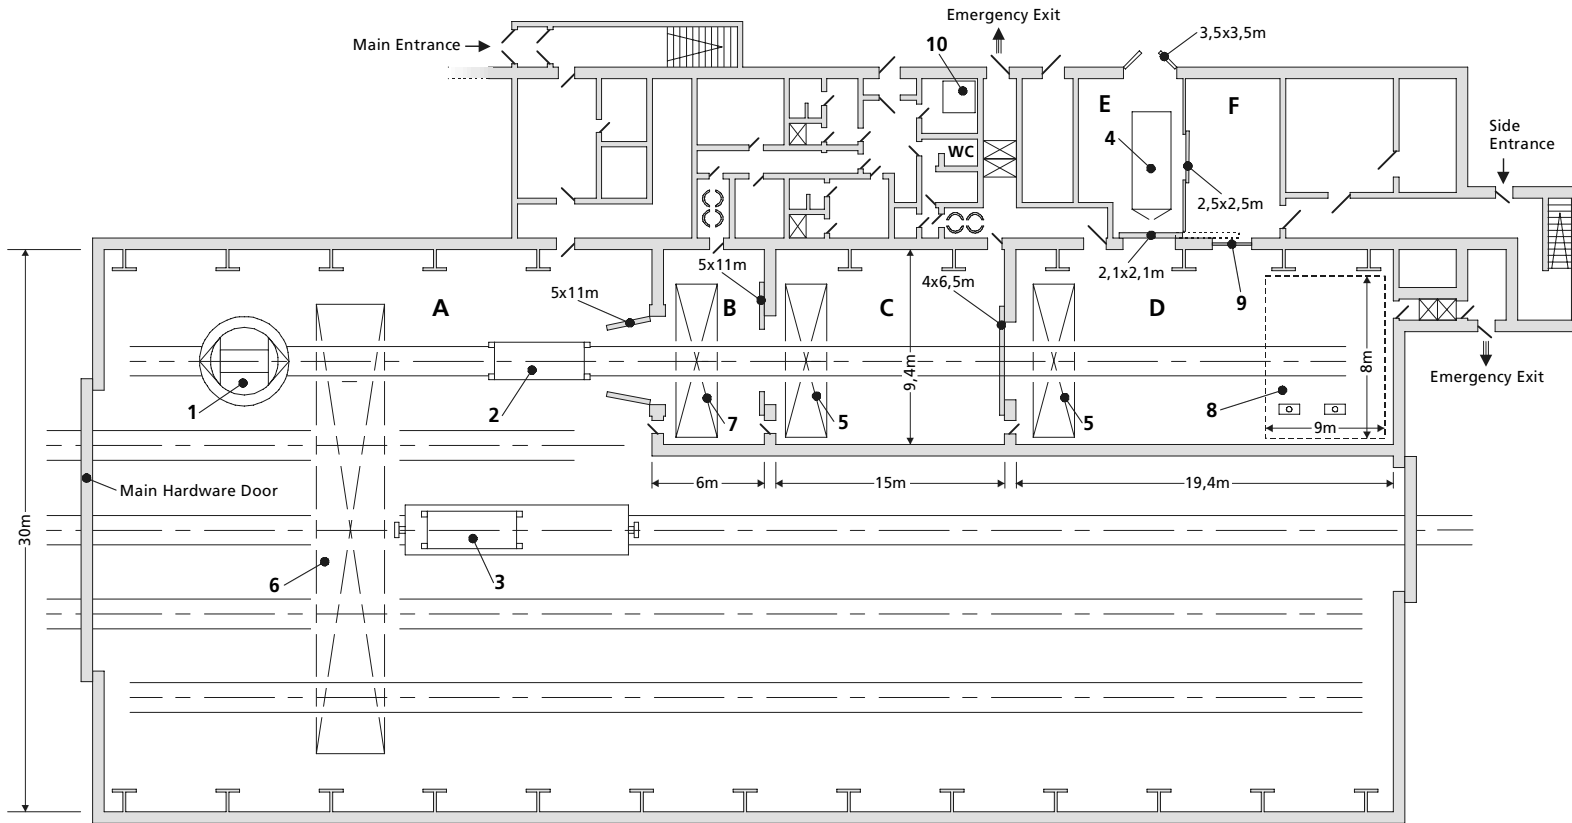 Emergency Exit
Main Entrance
10
3,5x3,5m
E
F
4
Side
Entrance
WC
2,5x2,5m
5x11m
2,1x2,1m
9
5x11m
4x6,5m
A
B
C
D
9,4m
8m
1
2
7
5
5
8
9m
Emergency Exit
Main Hardware Door
6m
15m
19,4m
30m
6
3